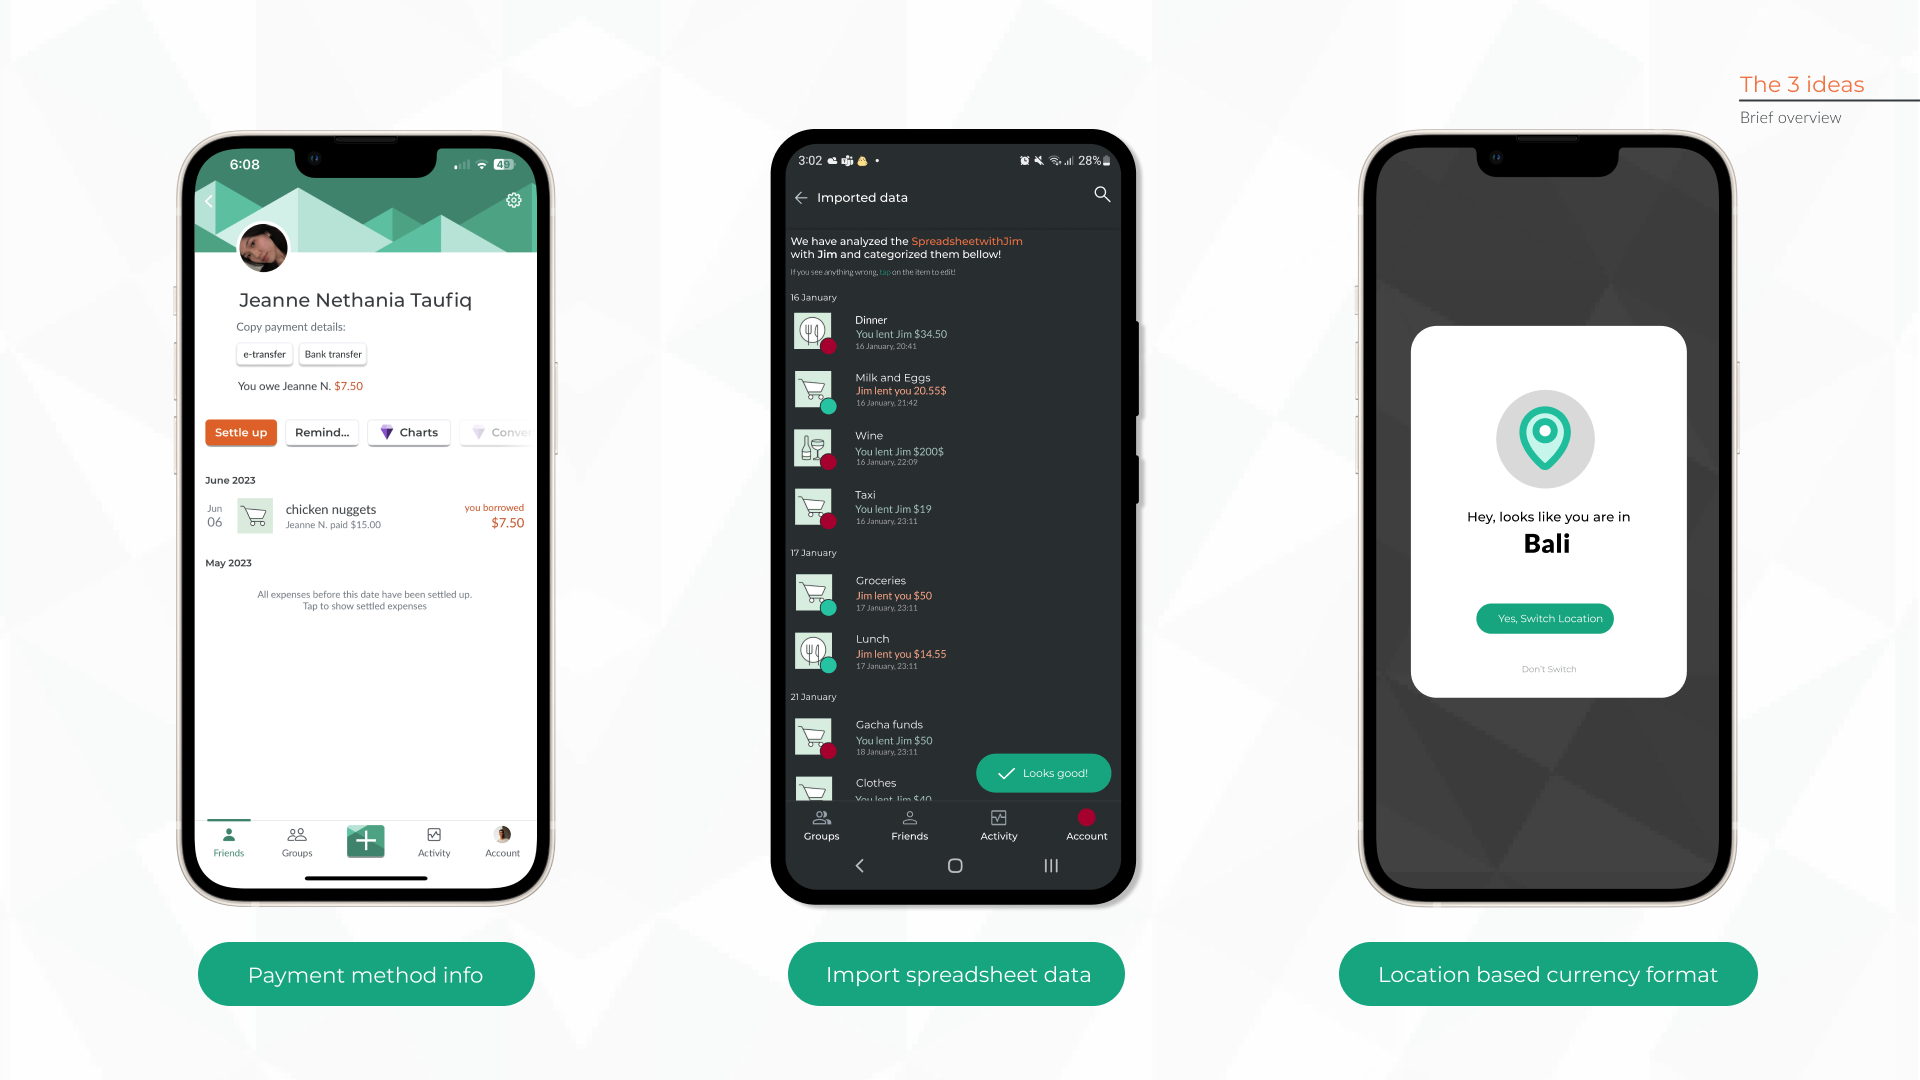 The 3 ideas
Brief overview
6:08
49
Jeanne Nethania Taufiq
Copy payment details:
e-transfer
Bank transfer
You owe Jeanne N. $7.50
Settle up
Remind...
Charts
Conver
June 2023
Jun
06
chicken nuggets
Jeanne N. paid $15.00
you borrowed
$7.50
May 2023
All expenses before this date have been settled up.
Tap to show settled expenses
Friends
Groups
Activity
Account
Payment method info
3:02
28%
Imported data
We have analyzed the SpreadsheetwithJim
with Jim and categorized them bellow!
If you see anything wrong, tap on the item to edit!
16 January
Dinner
You lent Jim $34.50
16 January, 20:41
Milk and Eggs
Jim lent you 20.55$
16 January, 21:42
Wine
You lent Jim $200$
16 January, 22:09
Taxi
You lent Jim $19
16 January, 23:11
17 January
Groceries
Jim lent you $50
17 January, 23:11
Lunch
Jim lent you $14.55
17 January, 23:11
21 January
Gacha funds
You lent Jim $50
18 January, 23:11
Clothes
You lent Jim $40
Looks good!
Groups
Friends
Activity
Account
Import spreadsheet data
Hey, looks like you are in
Bali
Yes, Switch Location
Don't Switch
Location based currency format